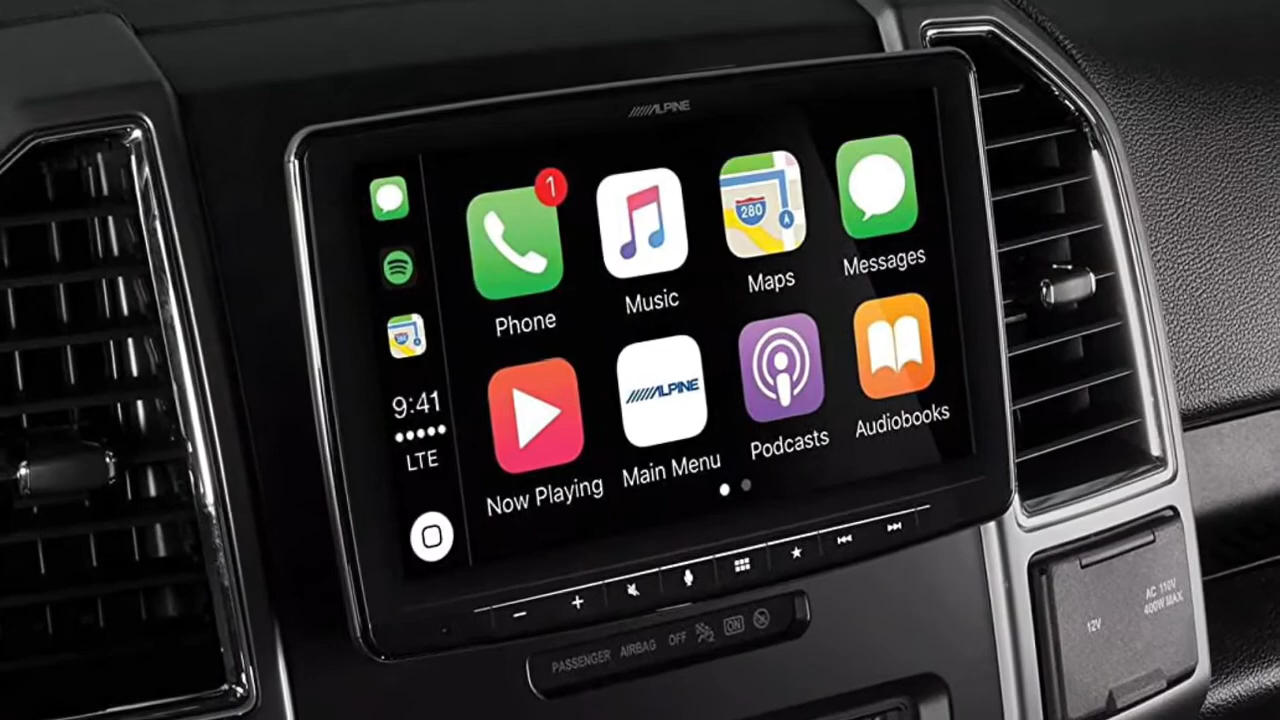 ALPINE
1
280
Phone
Music
Maps
Messages
9:41
LTE
ALPINE
Now Playing
Main Menu
Podcasts
Audiobooks
PASSENGER AIRBAG OFF ON
12V
AC 110V
400W MAX